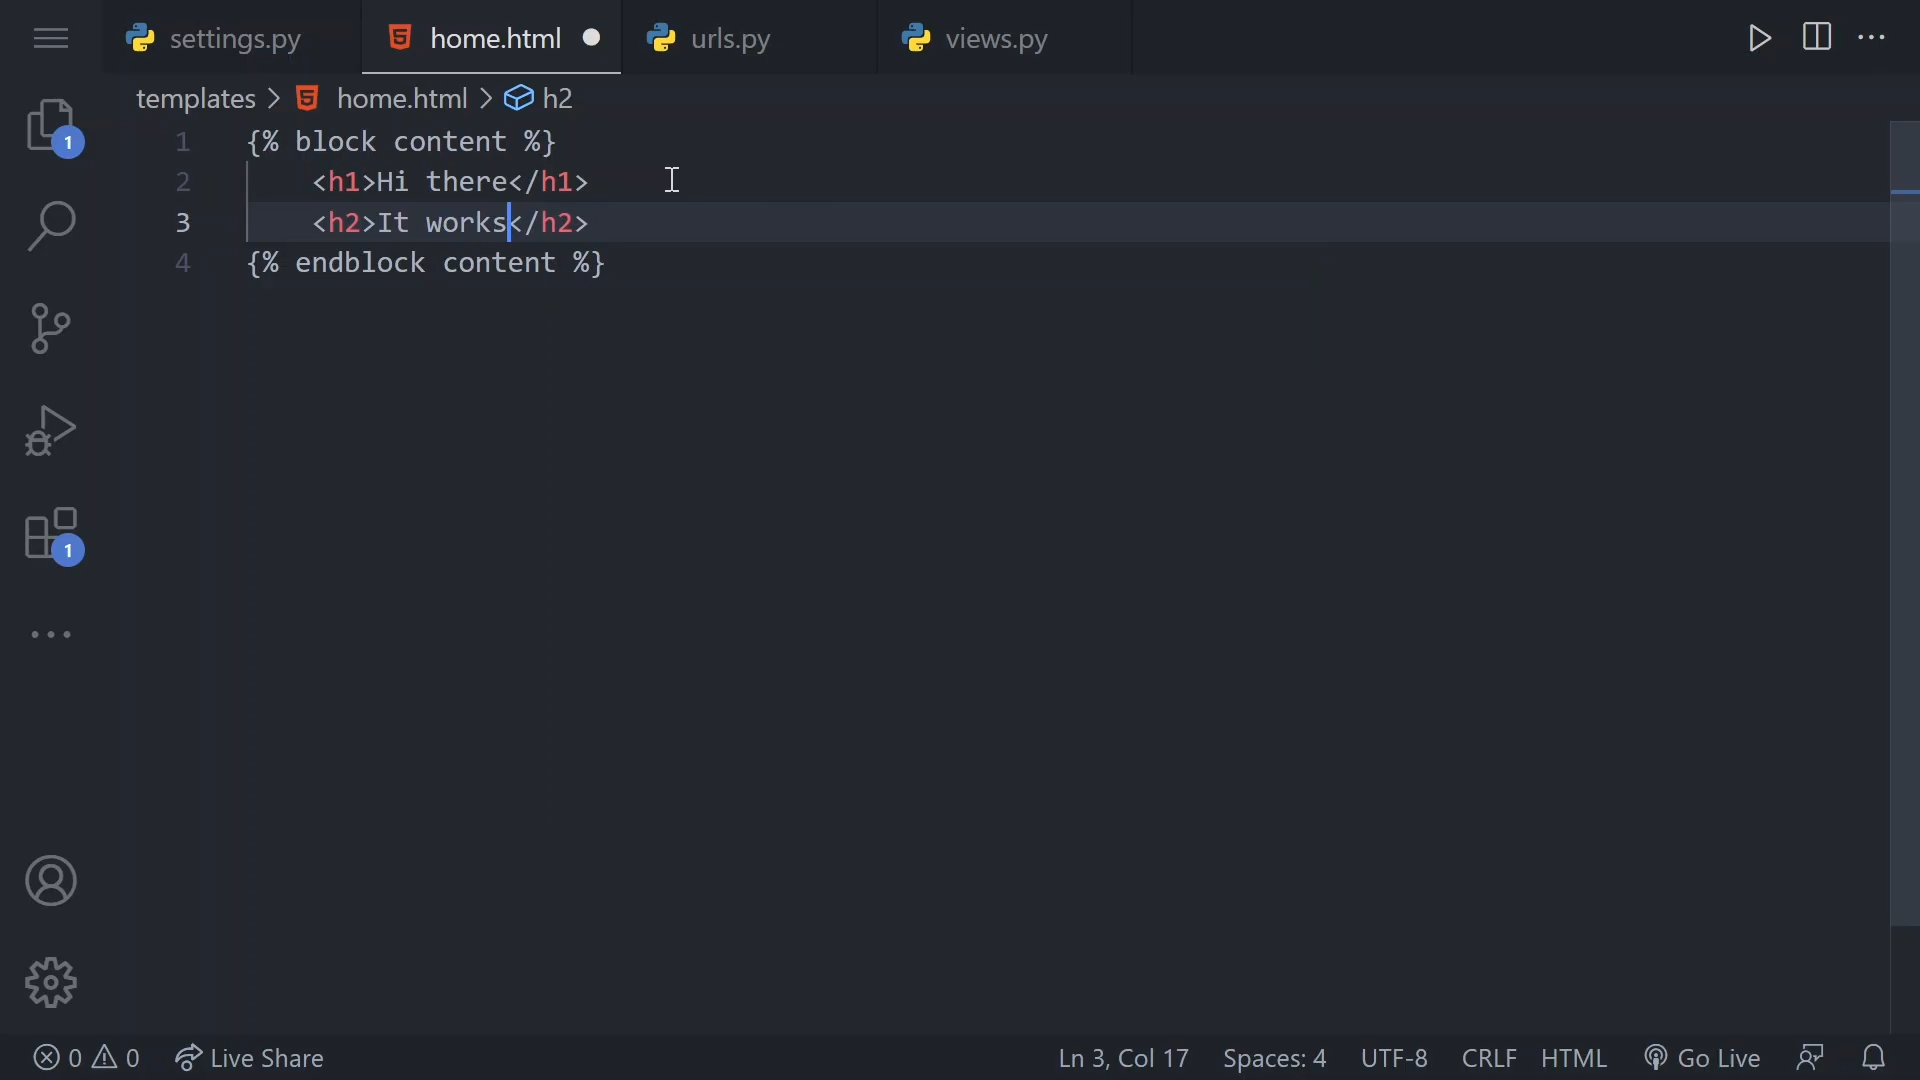 settings.py home.html urls.py views.py
templates > home.html > h2
1 {% block content %}
2 <h1>Hi there</h1>
3 <h2>It works</h2>
4 {% endblock content %}
1
1
0 0 Live Share Ln 3, Col 17 Spaces: 4 UTF-8 CRLF HTML Go Live